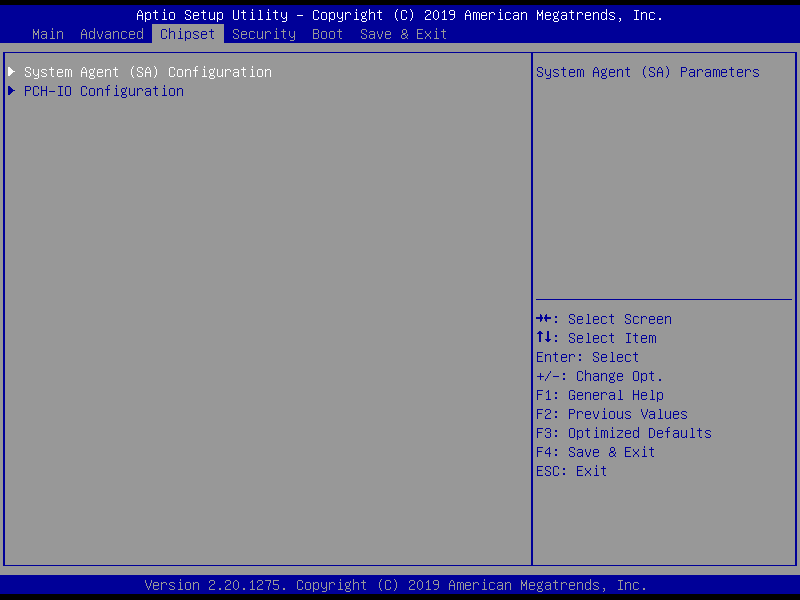 Aptio Setup Utility – Copyright (C) 2019 American Megatrends, Inc.
Main Advanced Chipset Security Boot Save & Exit
System Agent (SA) Configuration
PCH-IO Configuration
System Agent (SA) Parameters
→←: Select Screen
↑↓: Select Item
Enter: Select
+/-: Change Opt.
F1: General Help
F2: Previous Values
F3: Optimized Defaults
F4: Save & Exit
ESC: Exit
Version 2.20.1275. Copyright (C) 2019 American Megatrends, Inc.